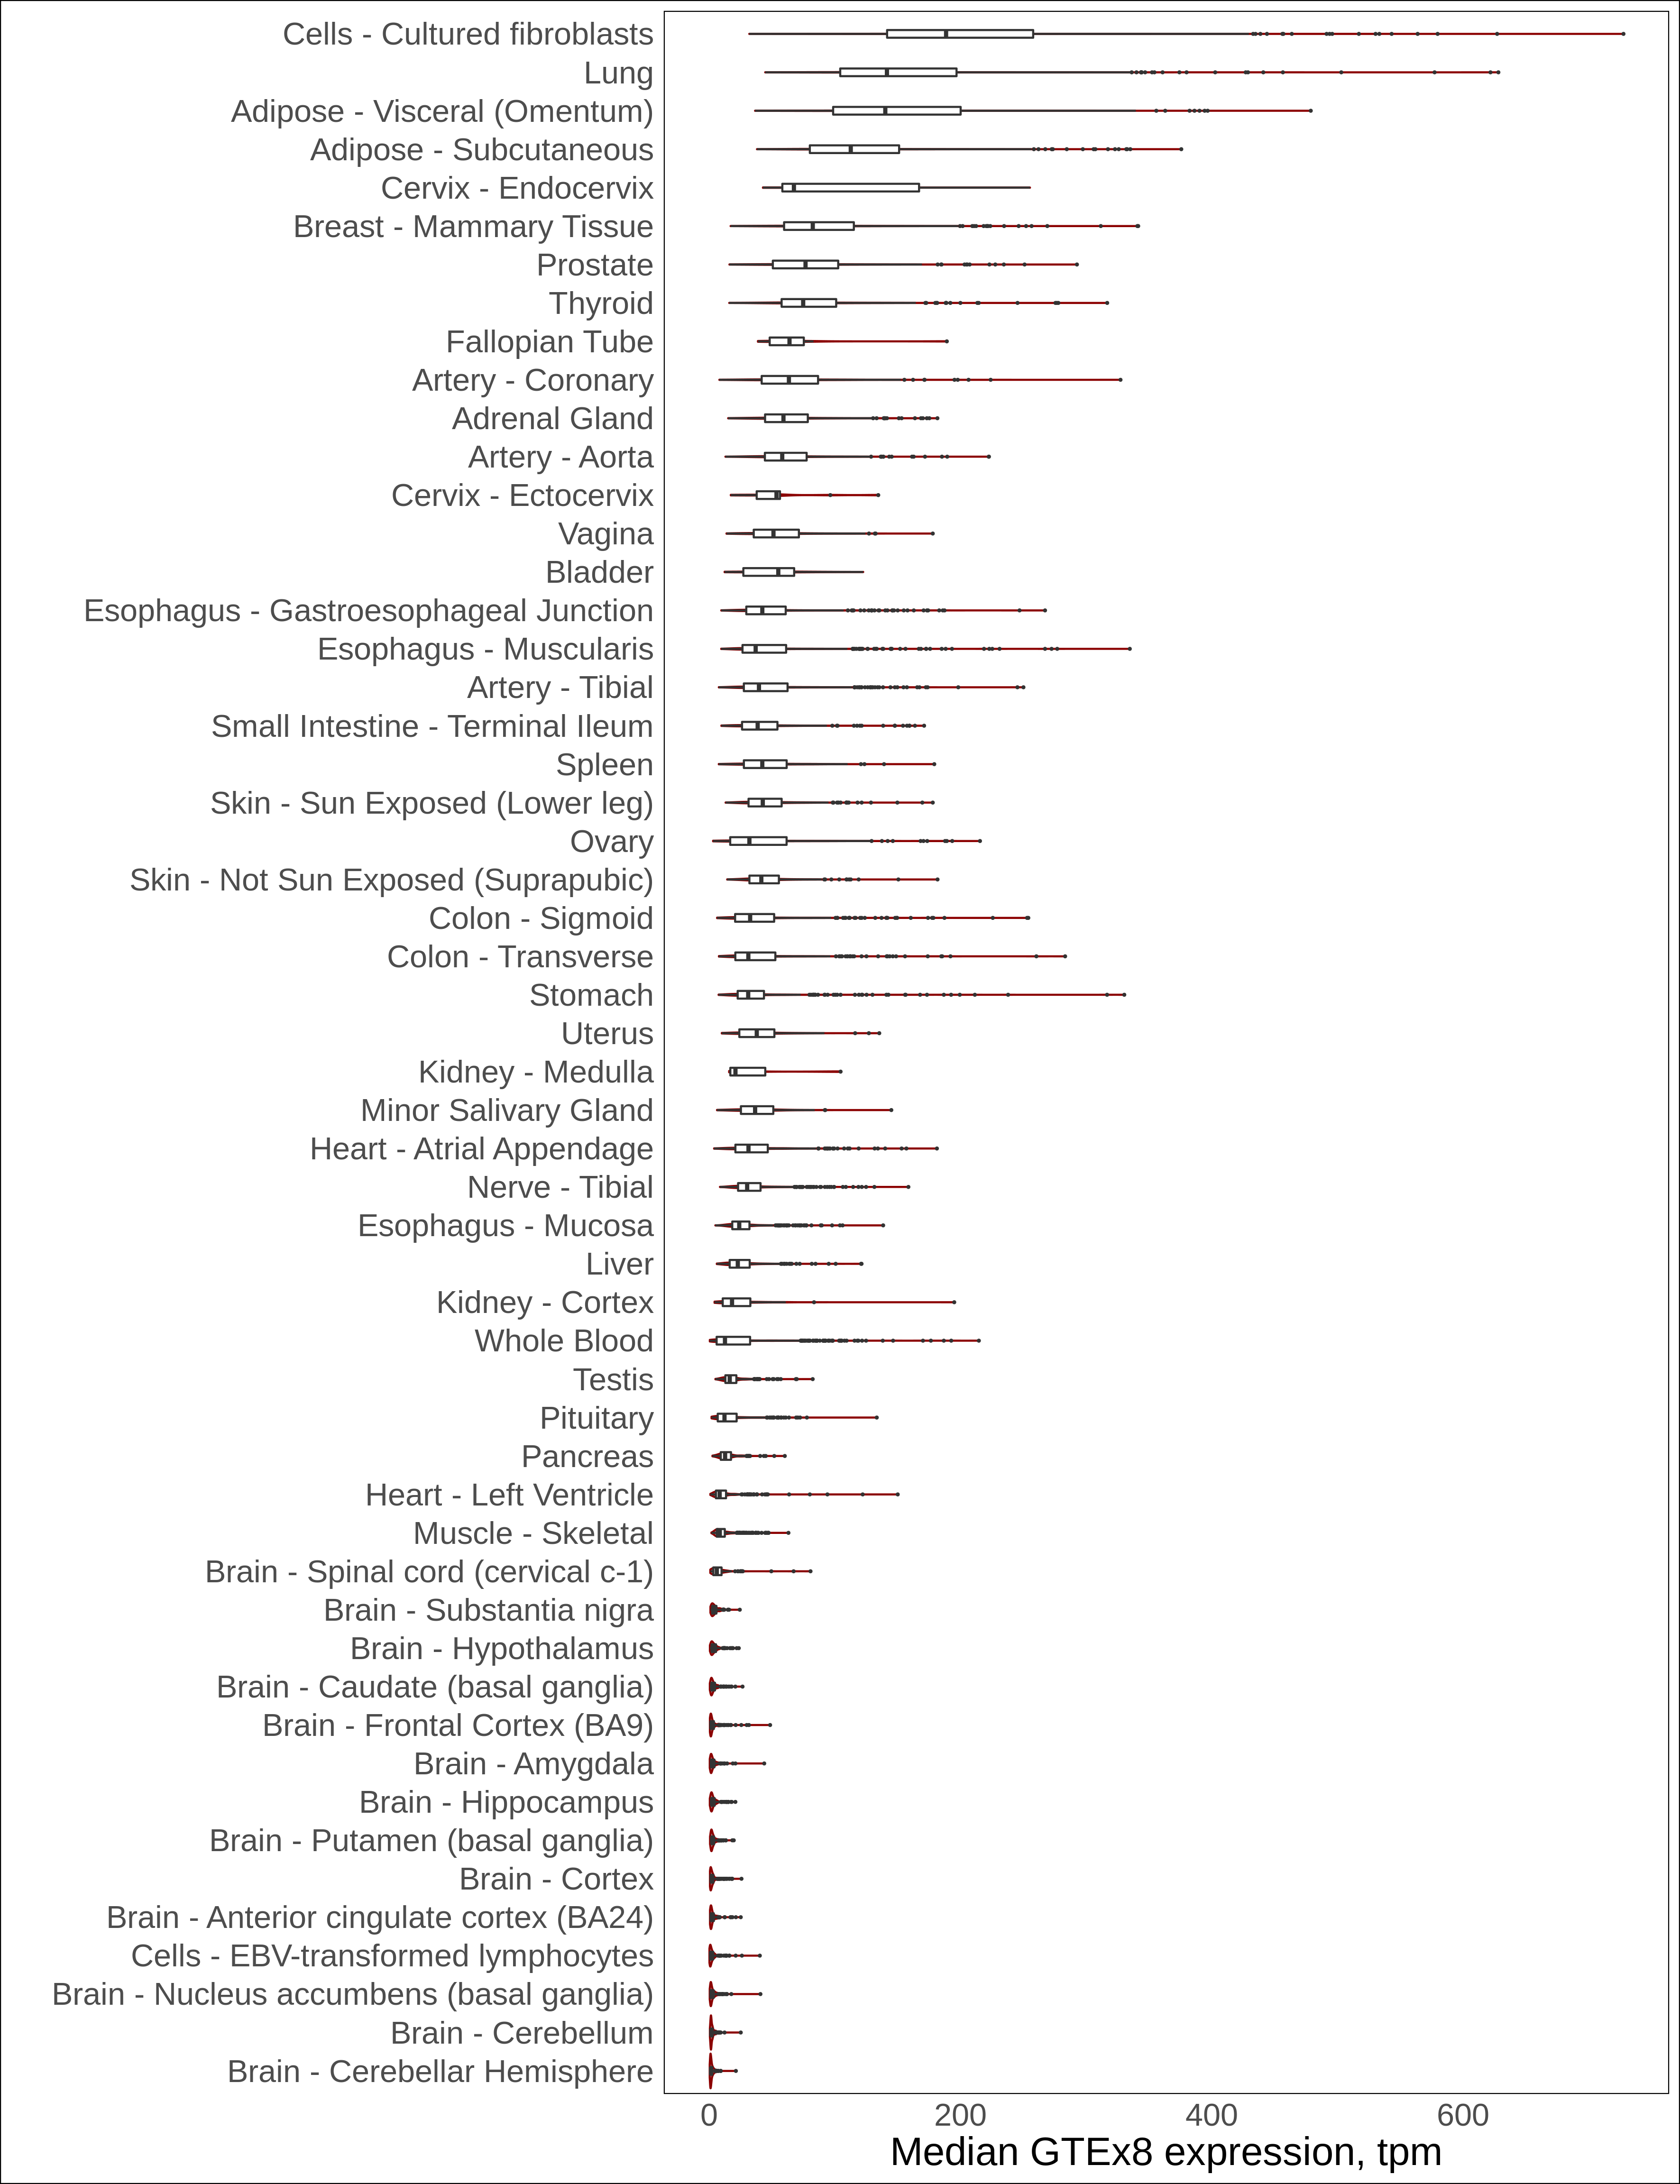 Cells - Cultured fibroblasts
Lung
Adipose - Visceral (Omentum)
Adipose - Subcutaneous
Cervix - Endocervix
Breast - Mammary Tissue
Prostate
Thyroid
Fallopian Tube
Artery - Coronary
Adrenal Gland
Artery - Aorta
Cervix - Ectocervix
Vagina
Bladder
Esophagus - Gastroesophageal Junction
Esophagus - Muscularis
Artery - Tibial
Small Intestine - Terminal Ileum
Spleen
Skin - Sun Exposed (Lower leg)
Ovary
Skin - Not Sun Exposed (Suprapubic)
Colon - Sigmoid
Colon - Transverse
Stomach
Uterus
Kidney - Medulla
Minor Salivary Gland
Heart - Atrial Appendage
Nerve - Tibial
Esophagus - Mucosa
Liver
Kidney - Cortex
Whole Blood
Testis
Pituitary
Pancreas
Heart - Left Ventricle
Muscle - Skeletal
Brain - Spinal cord (cervical c-1)
Brain - Substantia nigra
Brain - Hypothalamus
Brain - Caudate (basal ganglia)
Brain - Frontal Cortex (BA9)
Brain - Amygdala
Brain - Hippocampus
Brain - Putamen (basal ganglia)
Brain - Cortex
Brain - Anterior cingulate cortex (BA24)
Cells - EBV-transformed lymphocytes
Brain - Nucleus accumbens (basal ganglia)
Brain - Cerebellum
Brain - Cerebellar Hemisphere
0 200 400 600
Median GTEx8 expression, tpm